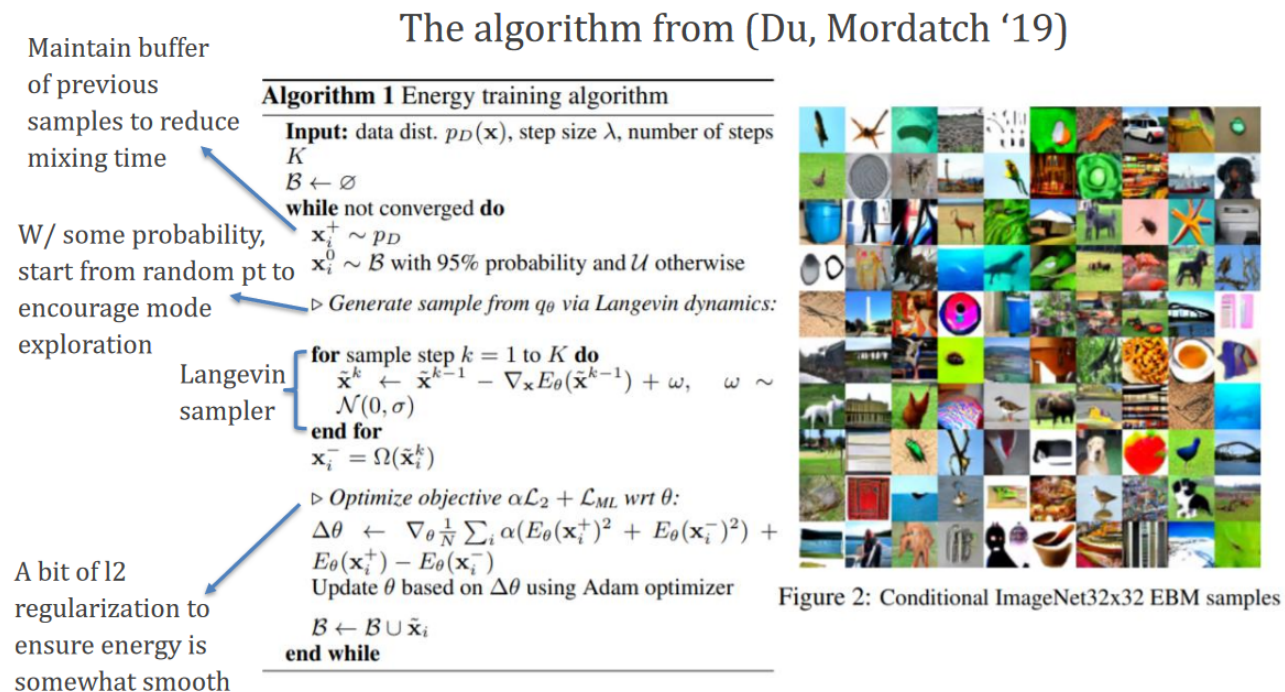 The algorithm from (Du, Mordatch ‘19)
Maintain buffer
of previous
samples to reduce
mixing time
W/ some probability,
start from random pt to
encourage mode
exploration
Langevin
sampler
A bit of l2
regularization to
ensure energy is
somewhat smooth
Algorithm 1 Energy training algorithm
Input: data dist. p_D(x), step size λ, number of steps
K
B ← ∅
while not converged do
x_i^+ ∼ p_D
x_i^0 ∼ B with 95% probability and U otherwise
▷ Generate sample from q_θ via Langevin dynamics:
for sample step k = 1 to K do
x̃^k ← x̃^{k−1} − ∇_x E_θ(x̃^{k−1}) + ω, ω ∼
N(0, σ)
end for
x_i^− = Ω(x̃_i^k)
▷ Optimize objective αL_2 + L_ML wrt θ:
Δθ ← ∇_θ 1/N ∑_i α(E_θ(x_i^+)^2 + E_θ(x_i^−)^2) +
E_θ(x_i^+) − E_θ(x_i^−)
Update θ based on Δθ using Adam optimizer
B ← B ∪ x̃_i
end while
Figure 2: Conditional ImageNet32x32 EBM samples